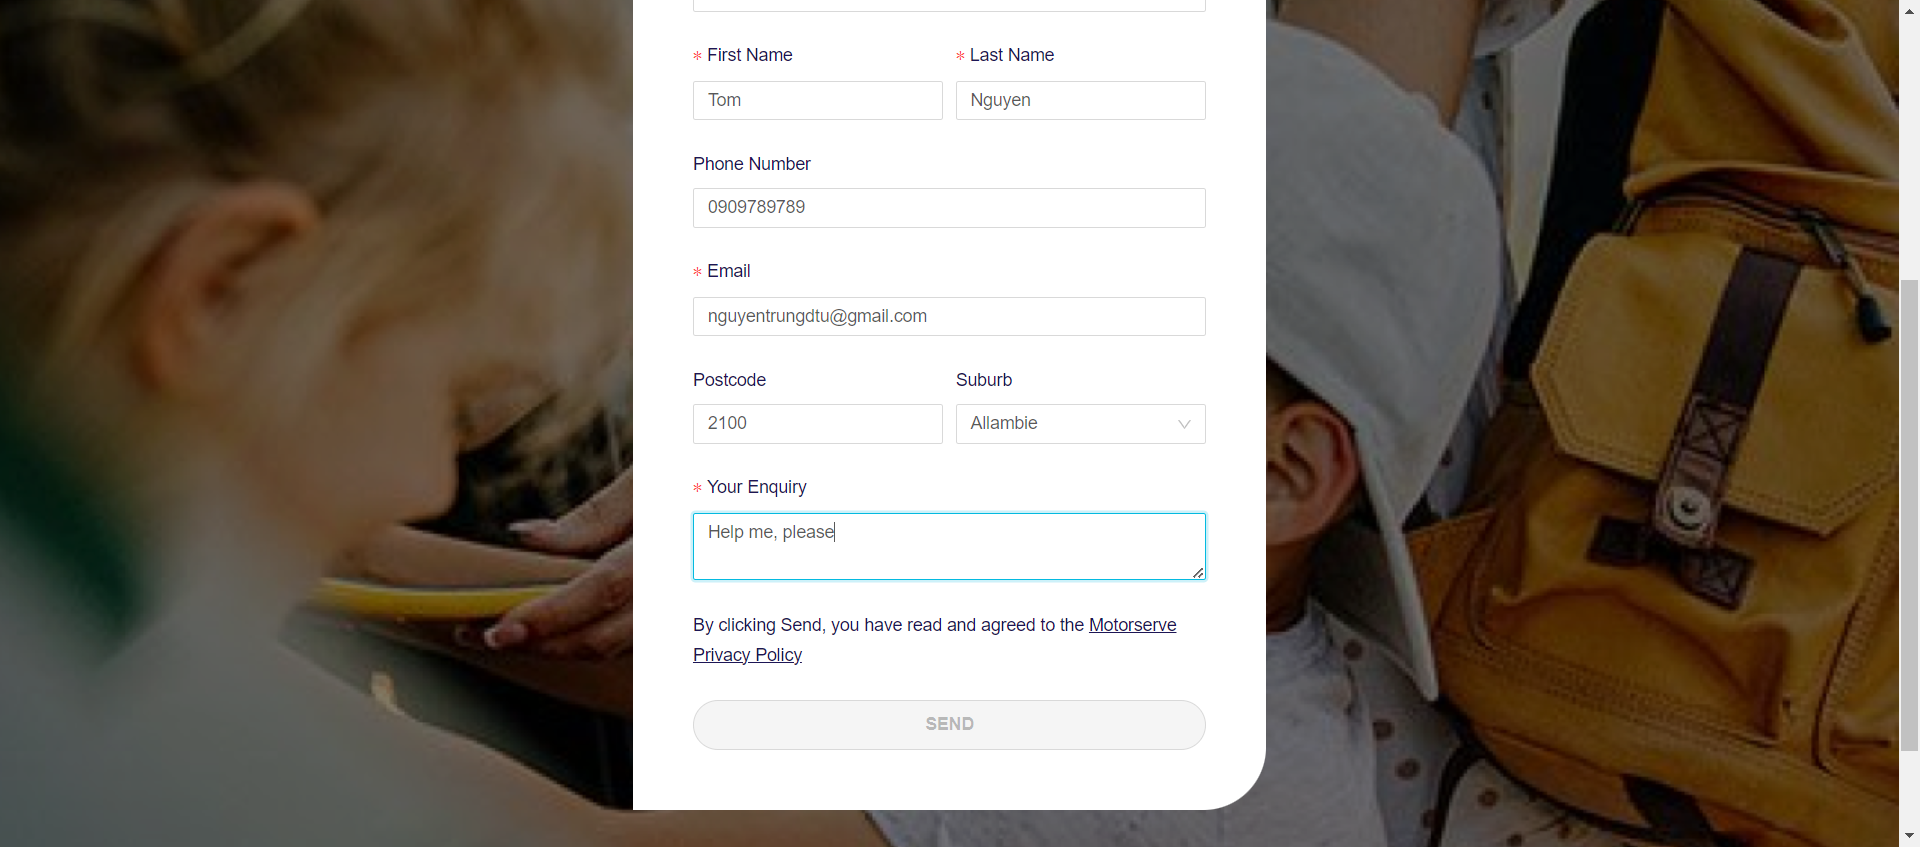 * First Name
* Last Name
Tom
Nguyen
Phone Number
0909789789
* Email
nguyentrungdtu@gmail.com
Postcode
Suburb
2100
Allambie
* Your Enquiry
Help me, please
By clicking Send, you have read and agreed to the Motorserve
Privacy Policy
SEND